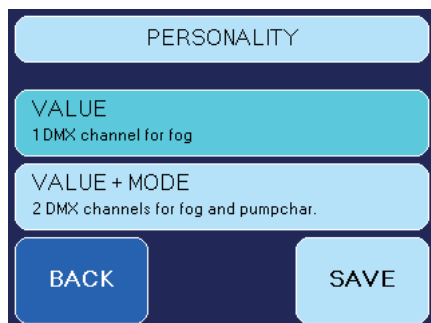 PERSONALITY
VALUE
1 DMX channel for fog
VALUE + MODE
2 DMX channels for fog and pumpchar.
BACK
SAVE